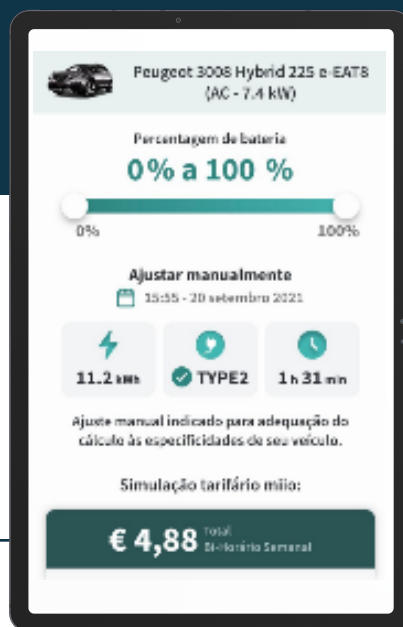 Peugeot 3008 Hybrid 225 e-EAT8
(AC - 7.4 kW)
Percentagem de bateria
0% a 100 %
0%
100%
Ajustar manualmente
15:55 - 20 setembro 2021
11.2 kWh
TYPE2
1 h 31 min
Ajuste manual indicado para adequação do
cálculo às especificidades de seu veículo.
Simulação tarifário miio:
€ 4,88 Total
Bi-Horário Semanal